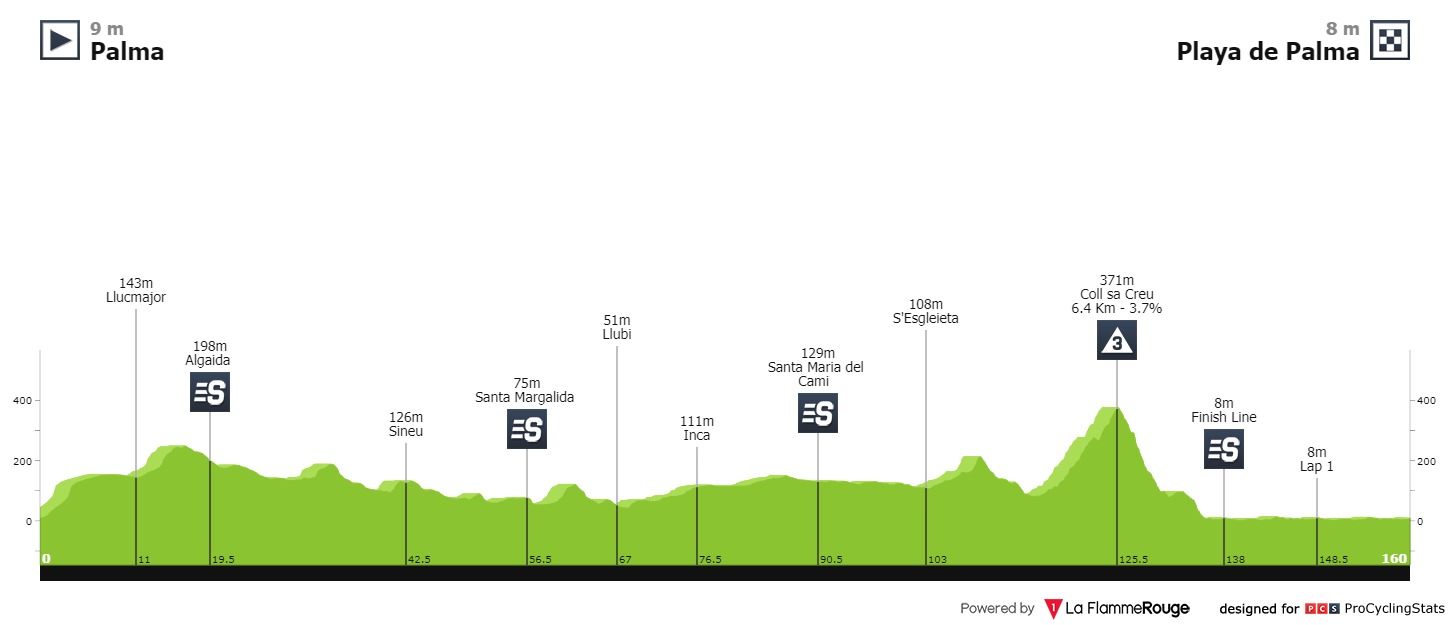 9 m
Palma
8 m
Playa de Palma
143m
Llucmajor
198m
Algaida
S
126m
Sineu
75m
Santa Margalida
S
51m
Llubi
111m
Inca
129m
Santa Maria del
Cami
S
108m
S'Esgleieta
371m
Coll sa Creu
6.4 Km - 3.7%
3
8m
Finish Line
S
8m
Lap 1
400
200
0
400
200
0
0
11
19.5
42.5
56.5
67
76.5
90.5
103
125.5
138
148.5
160
Powered by 1 La FlammeRouge designed for PCS ProCyclingStats